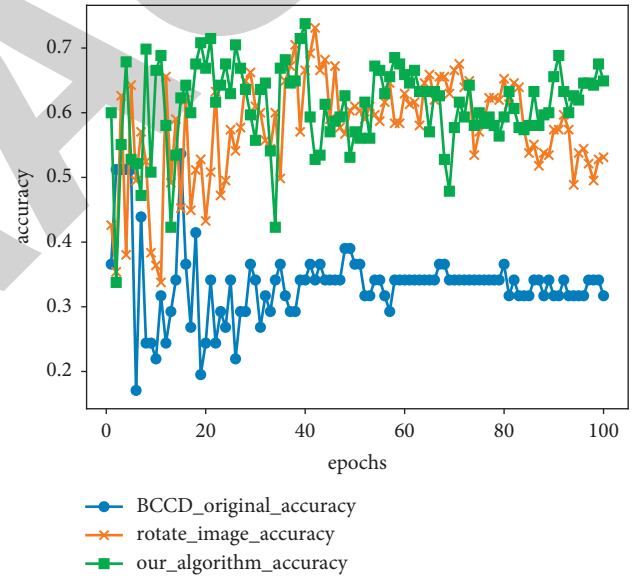 0.7
0.6
0.5
0.4
0.3
0.2
accuracy
0 20 40 60 80 100
epochs
BCCD_original_accuracy
rotate_image_accuracy
our_algorithm_accuracy